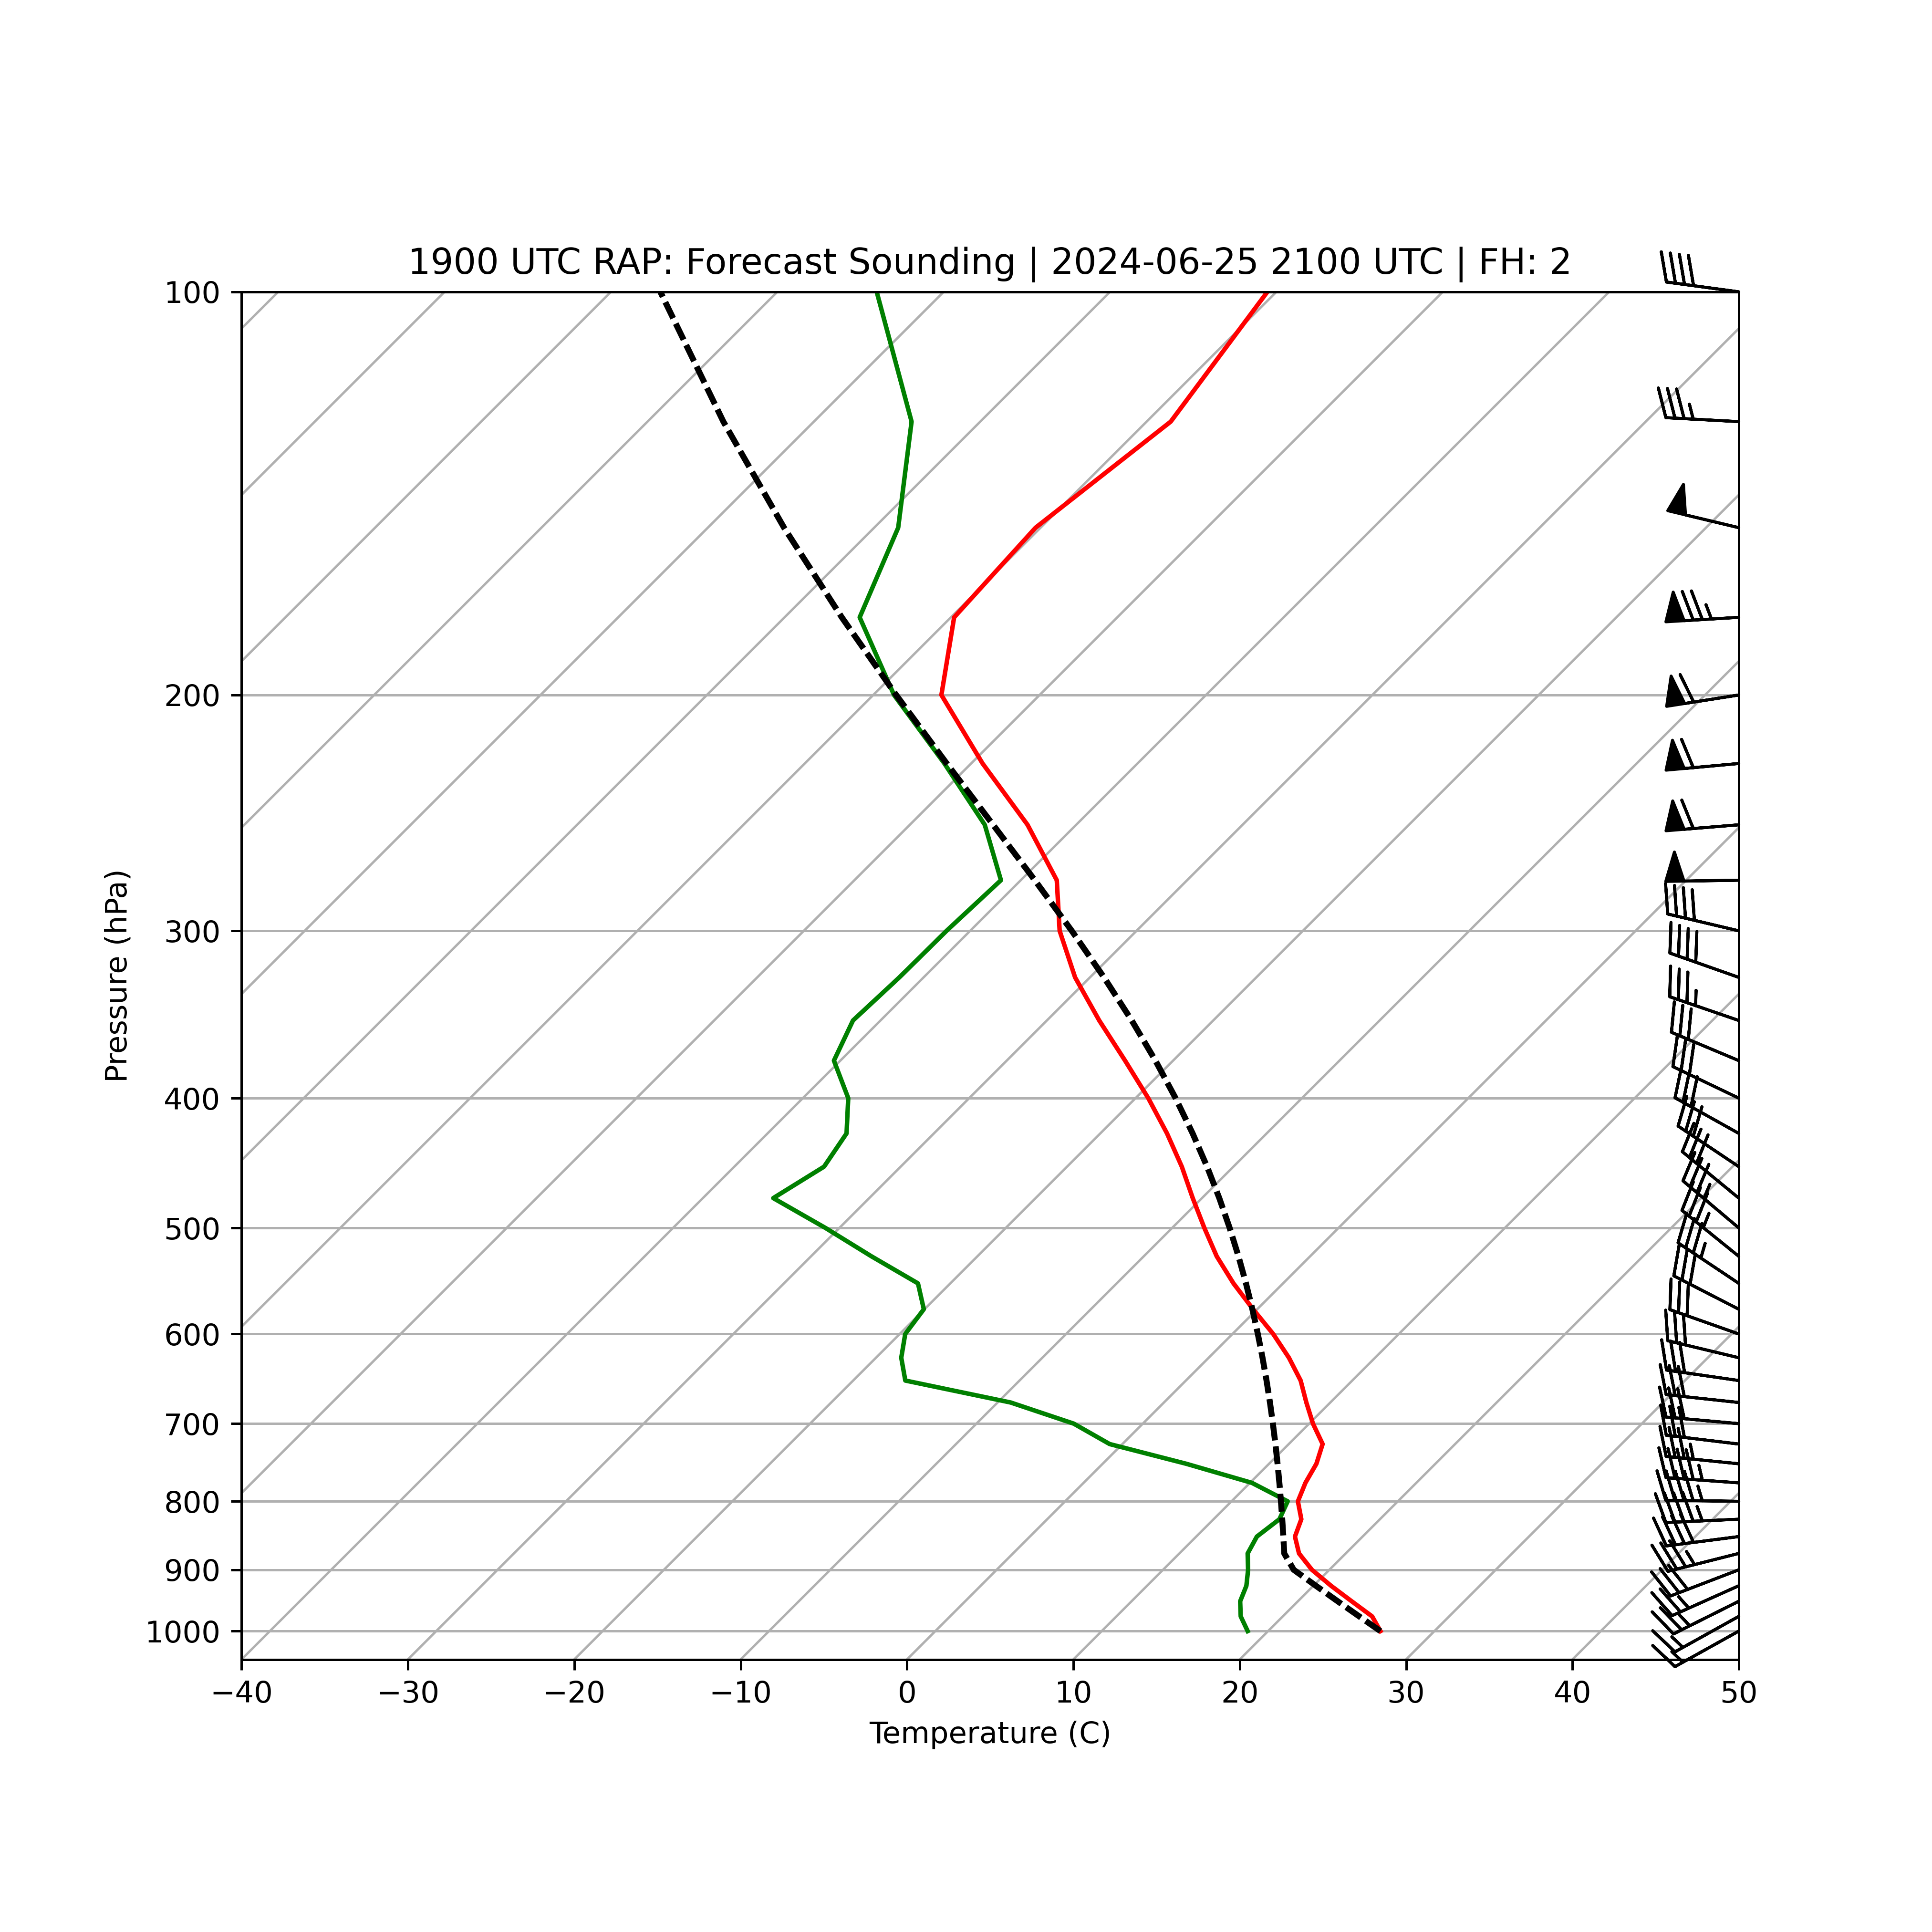 1900 UTC RAP: Forecast Sounding | 2024-06-25 2100 UTC | FH: 2
100
200
300
400
500
600
700
800
900
1000
Pressure (hPa)
−40 −30 −20 −10 0 10 20 30 40 50
Temperature (C)